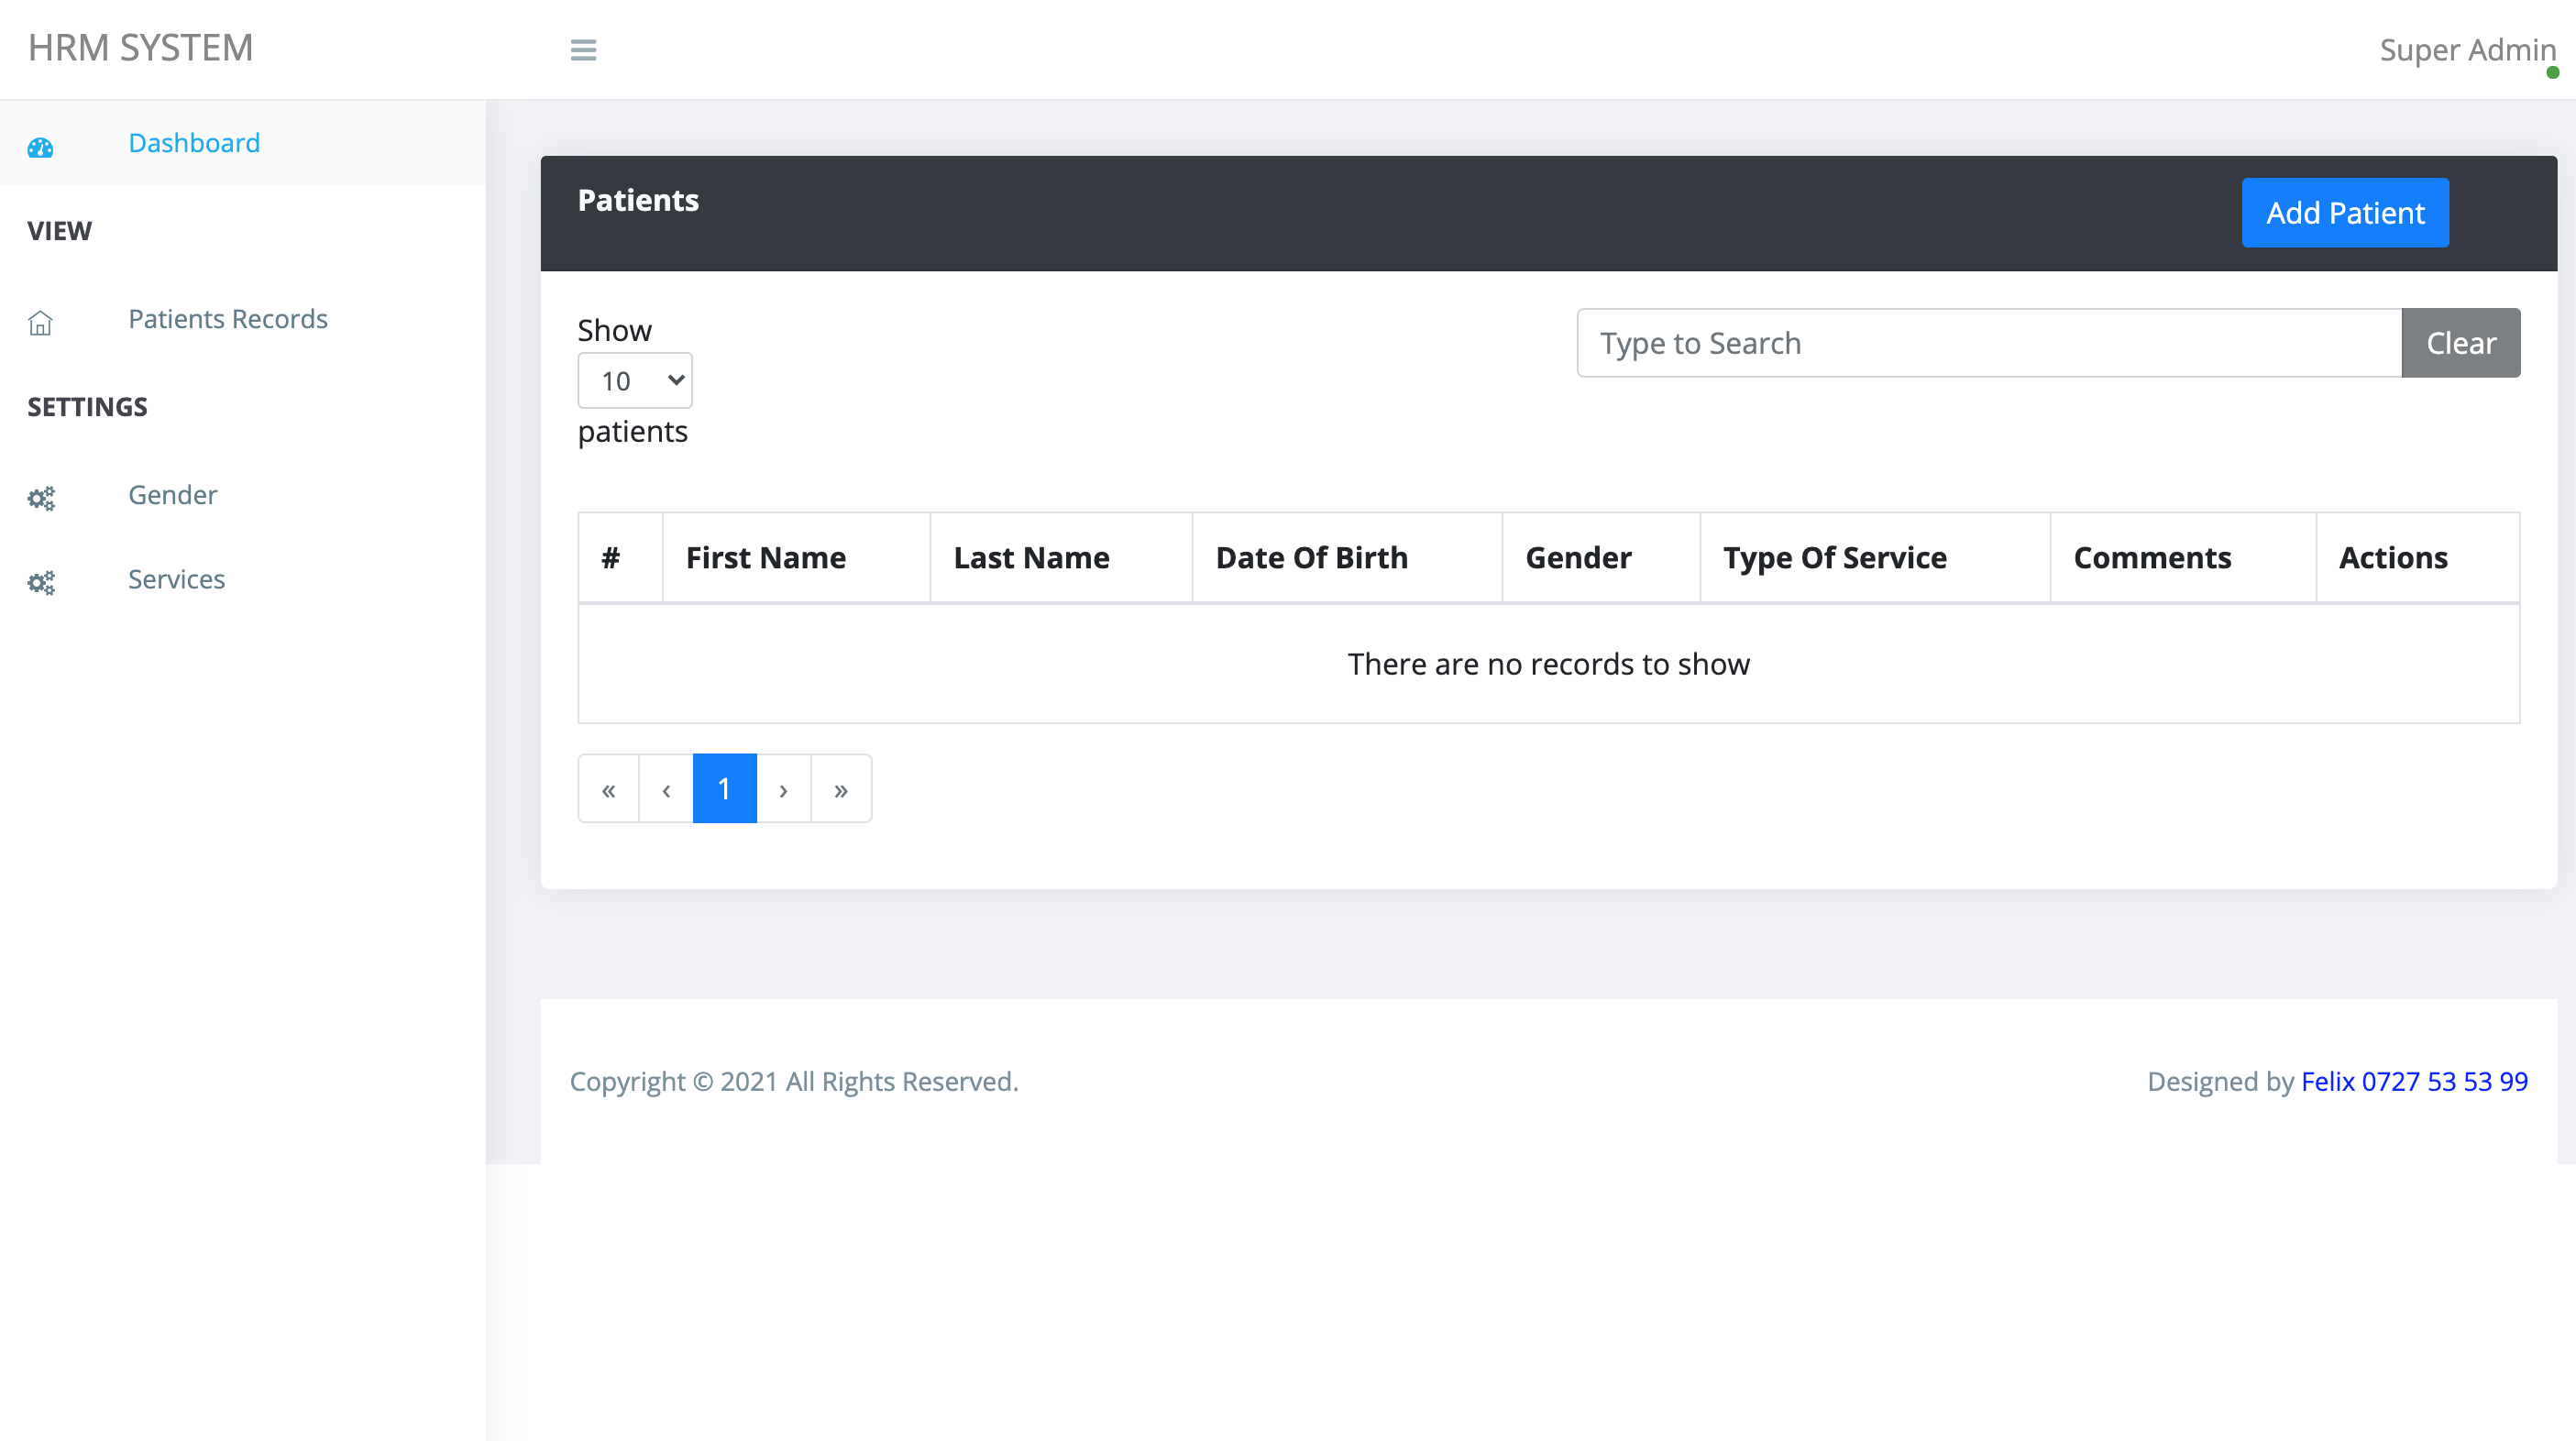 HRM SYSTEM
Super Admin
Dashboard
VIEW
Patients Records
SETTINGS
Gender
Services
Patients
Add Patient
Show
10
patients
Type to Search
Clear
# First Name Last Name Date Of Birth Gender Type Of Service Comments Actions
There are no records to show
« ‹ 1 › »
Copyright © 2021 All Rights Reserved.
Designed by Felix 0727 53 53 99